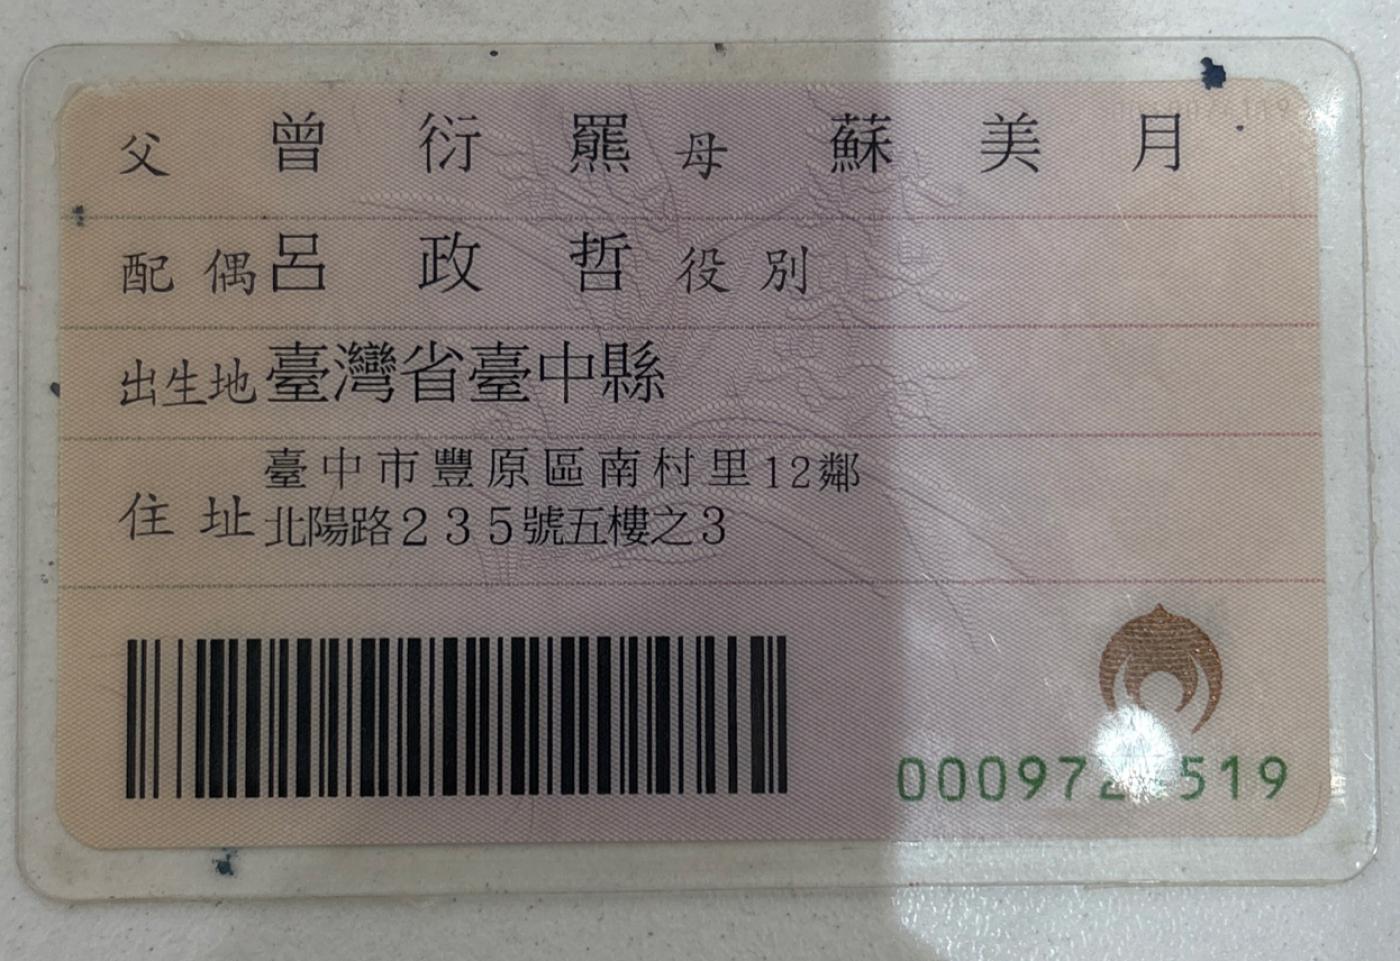 父 曾衍羆 母 蘇美月
配偶 呂政哲 役別
出生地 臺灣省臺中縣
住址 臺中市豐原區南村里12鄰
北陽路235號五樓之3